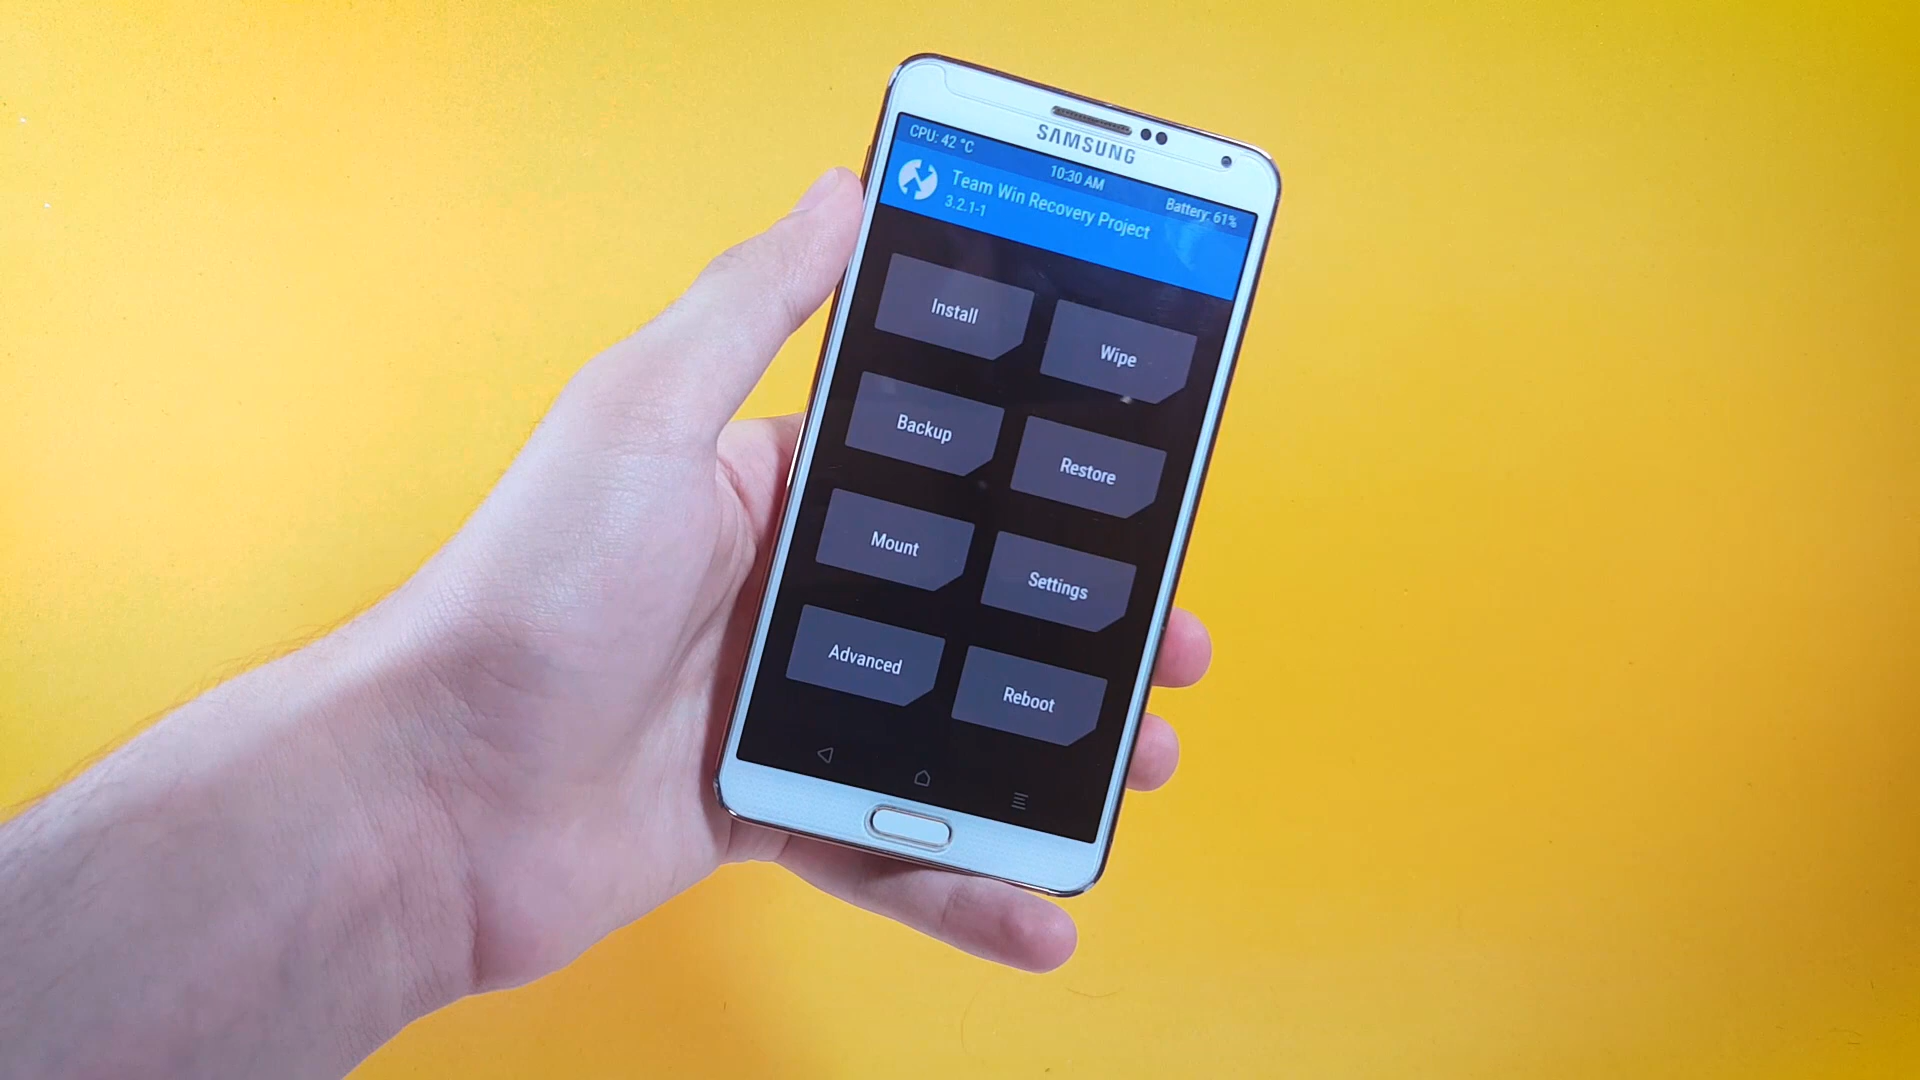 SAMSUNG
CPU: 42 °C
10:30 AM
Battery: 61%
Team Win Recovery Project
3.2.1-1
Install
Wipe
Backup
Restore
Mount
Settings
Advanced
Reboot